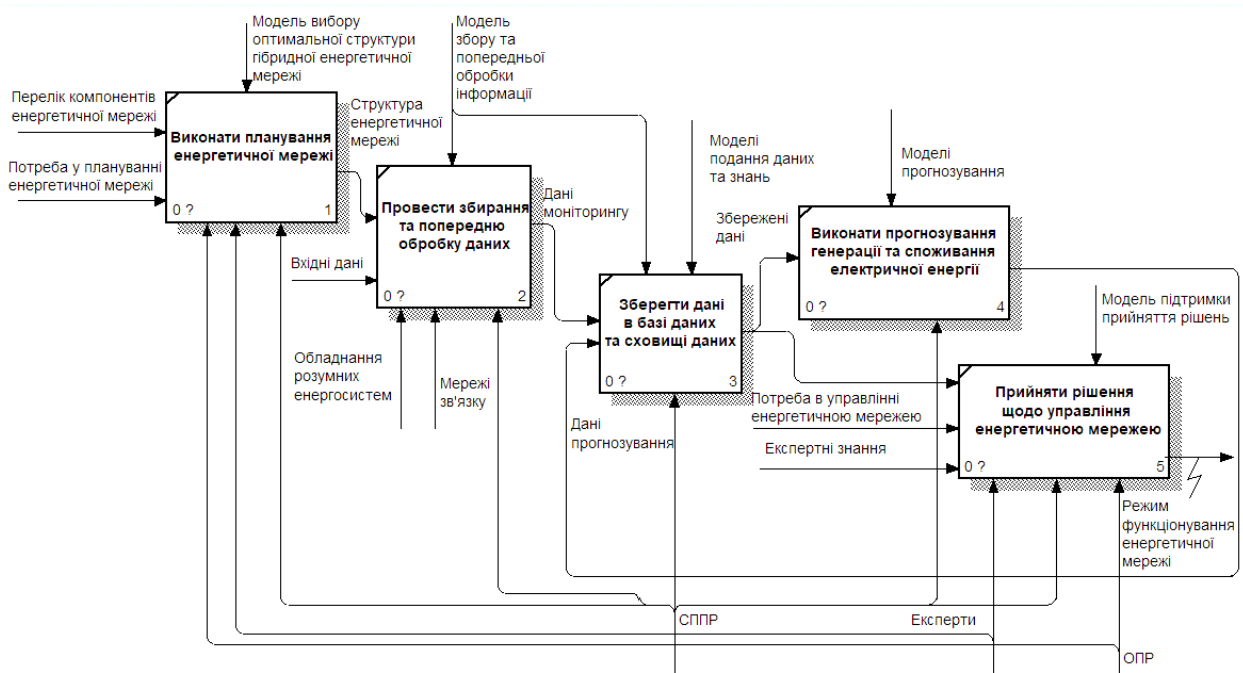 Модель вибору
оптимальної структури
гібридної енергетичної
мережі
Модель
збору та
попередньої
обробки
інформації
Перелік компонентів
енергетичної мережі
Потреба у плануванні
енергетичної мережі
Виконати планування
енергетичної мережі
0 ?
1
Структура
енергетичної
мережі
Провести збирання
та попередню
обробку даних
0 ?
2
Вхідні дані
Обладнання
розумних
енергосистем
Мережі
зв'язку
Дані
моніторингу
Моделі
подання даних
та знань
Зберегти дані
в базі даних
та сховищі даних
0 ?
3
Дані
прогнозування
Збережені
дані
Моделі
прогнозування
Виконати прогнозування
генерації та споживання
електричної енергії
0 ?
4
Модель підтримки
прийняття рішень
Потреба в управлінні
енергетичною мережею
Експертні знання
Прийняти рішення
щодо управління
енергетичною мережею
0 ?
5
Режим
функціонування
енергетичної
мережі
СППР
Експерти
ОПР